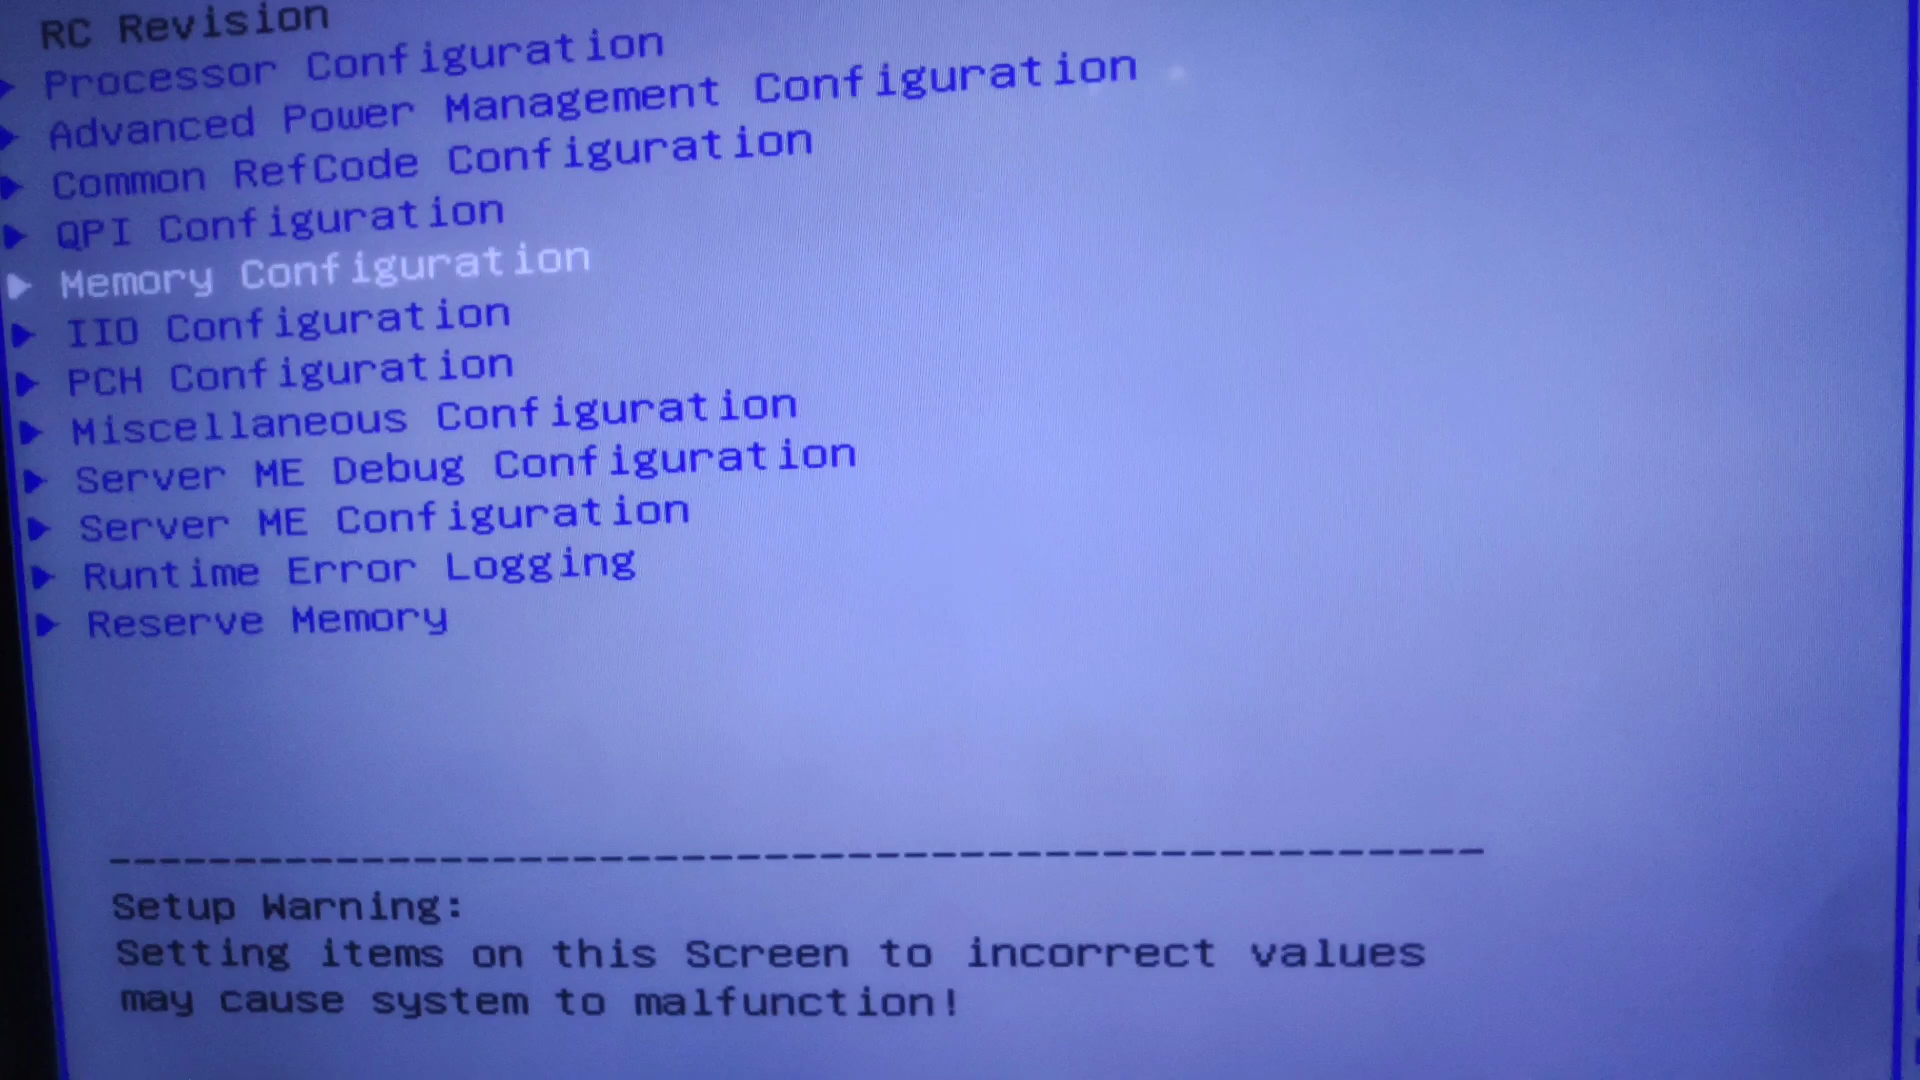 RC Revision
Processor Configuration
Advanced Power Management Configuration
Common RefCode Configuration
QPI Configuration
Memory Configuration
IIO Configuration
PCH Configuration
Miscellaneous Configuration
Server ME Debug Configuration
Server ME Configuration
Runtime Error Logging
Reserve Memory
--------------------------------------------------
Setup Warning:
Setting items on this Screen to incorrect values
may cause system to malfunction!